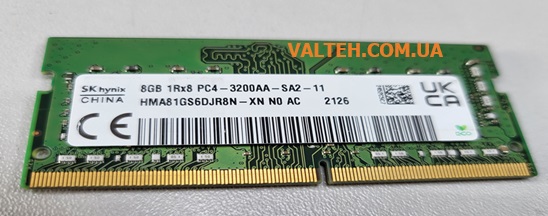 VALTEH.COM.UA
SK hynix
CHINA
8GB 1Rx8 PC4-3200AA-SA2-11
HMA81GS6DJR8N-XN N0 AC 2126
CE
UK
CA